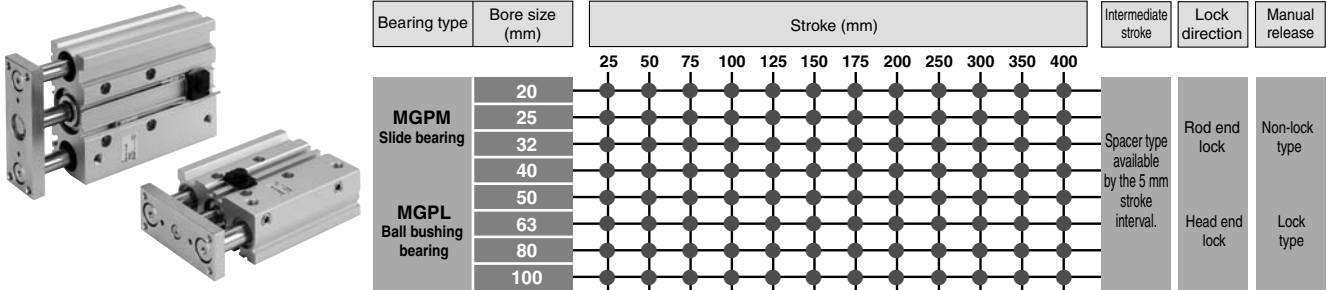 Bearing type
Bore size
(mm)
Stroke (mm)
Intermediate
stroke
Lock
direction
Manual
release
25 50 75 100 125 150 175 200 250 300 350 400
MGPM
Slide bearing
MGPL
Ball bushing
bearing
20
25
32
40
50
63
80
100
Spacer type
available
by the 5 mm
stroke
interval.
Rod end
lock
Head end
lock
Non-lock
type
Lock
type